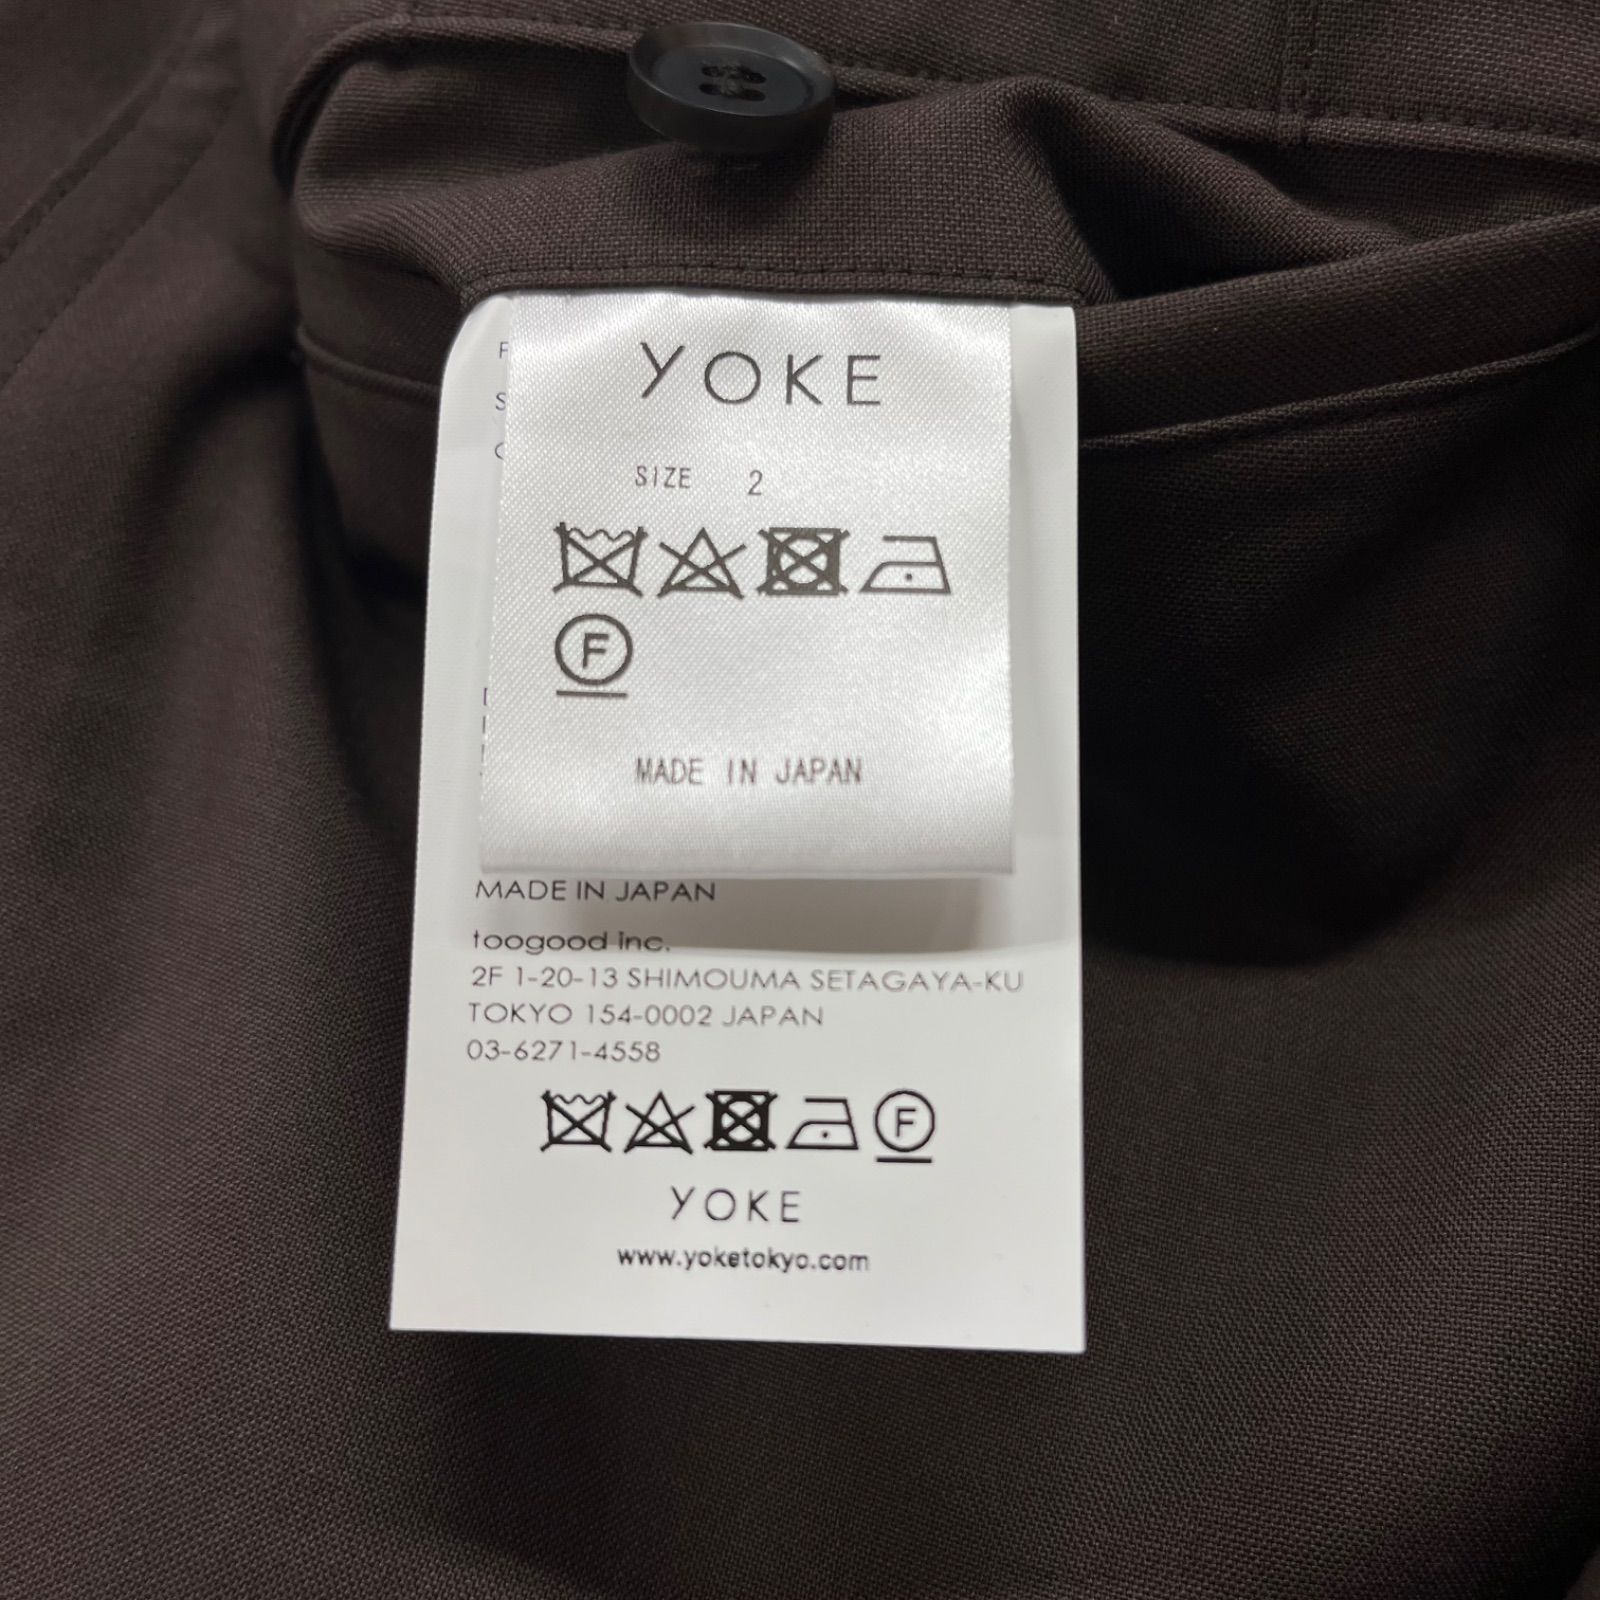 YOKE
SIZE 2
F
MADE IN JAPAN
MADE IN JAPAN
toogood inc.
2F 1-20-13 SHIMOUMA SETAGAYA-KU
TOKYO 154-0002 JAPAN
03-6271-4558
F
YOKE
www.yoketokyo.com